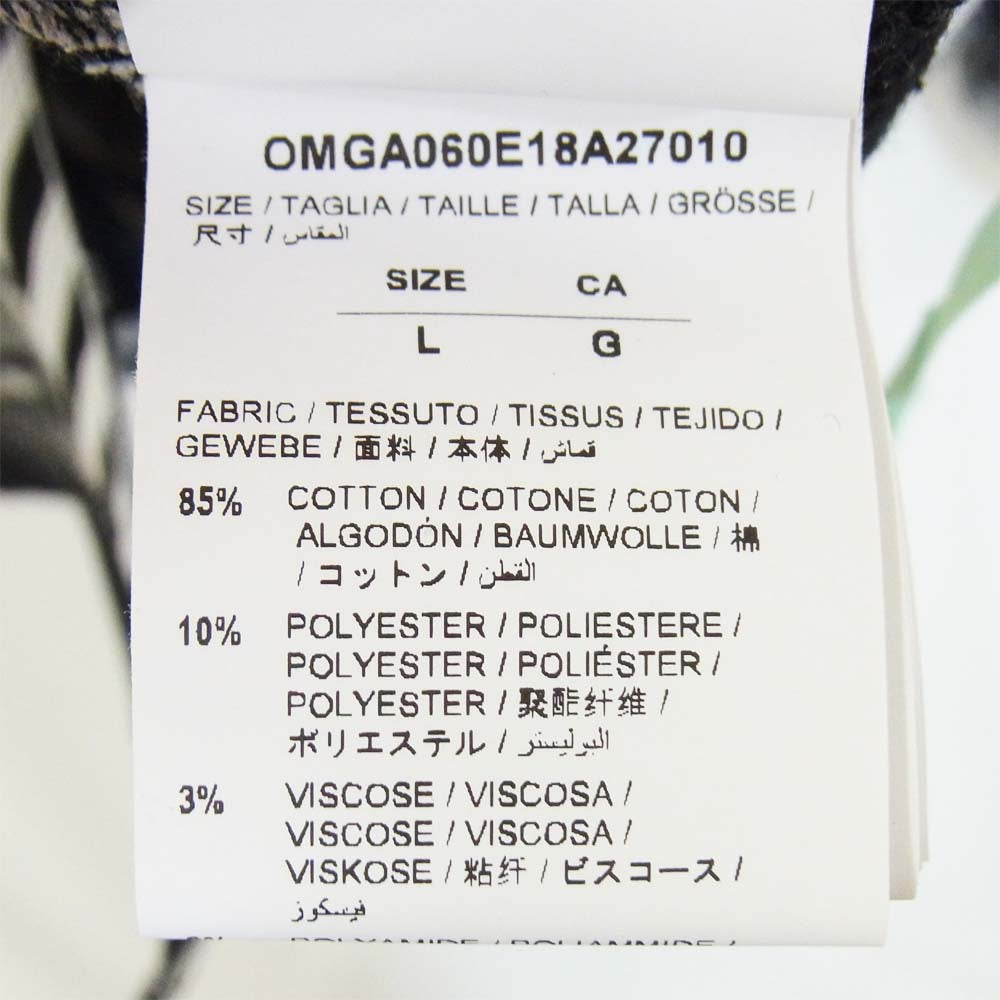 OMGA060E18A27010
SIZE / TAGLIA / TAILLE / TALLA / GRÖSSE /
尺寸 / المقاس
SIZE CA
L G
FABRIC / TESSUTO / TISSUS / TEJIDO /
GEWEBE / 面料 / 本体 / قماش
85% COTTON / COTONE / COTON /
ALGODÓN / BAUMWOLLE / 棉
/ コットン / القطن
10% POLYESTER / POLIESTERE /
POLYESTER / POLIÉSTER /
POLYESTER / 聚酯纤维 /
ポリエステル / البوليستر
3% VISCOSE / VISCOSA /
VISCOSE / VISCOSA /
VISKOSE / 粘纤 / ビスコース /
فيسكوز
POLYAMIDE / POLIAMMIDE /